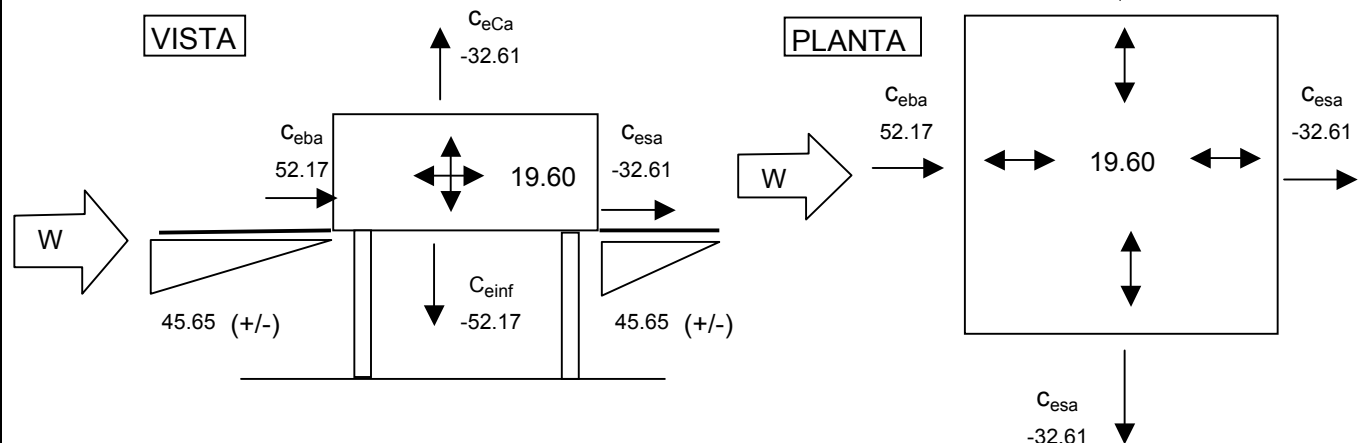 VISTA
CeCa
-32.61
Ceba
52.17
19.60
Cesa
-32.61
W
Ceinf
-52.17
45.65 (+/-)
45.65 (+/-)
PLANTA
Ceba
52.17
W
19.60
Cesa
-32.61
Cesa
-32.61